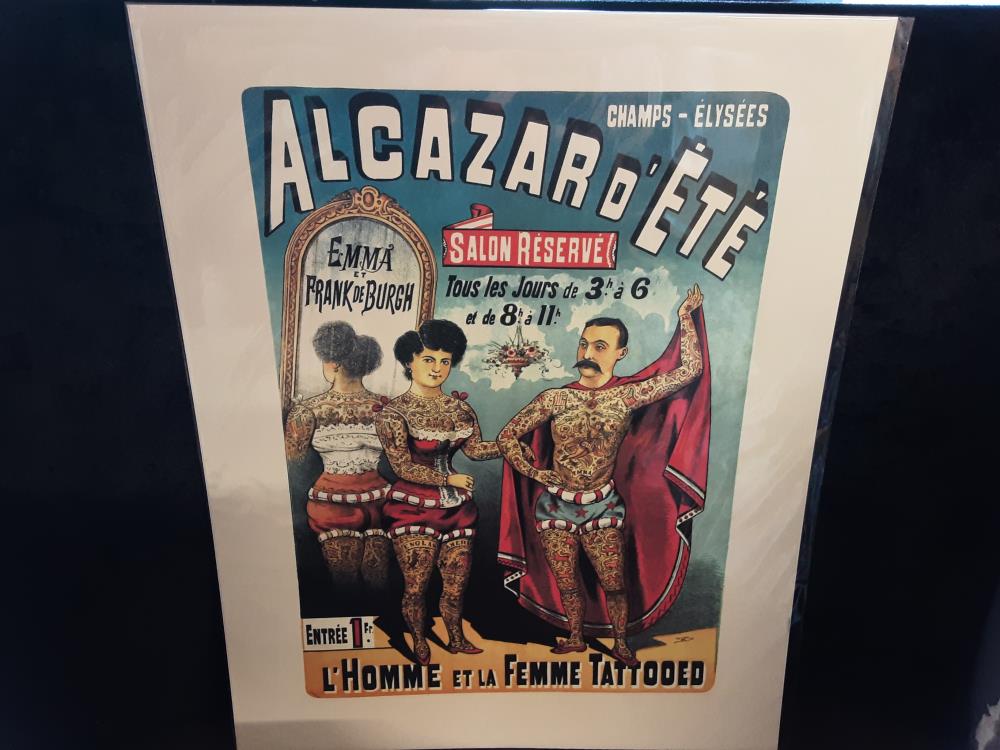 CHAMPS - ÉLYSÉES
ALCAZAR D'ÉTÉ
EMMA
ET
FRANK DE BURGH
SALON RÉSERVÉ
Tous les Jours de 3h. à 6
et de 8h. à 11h.
ENTRÉE 1Fr.
L'HOMME ET LA FEMME TATTOOED